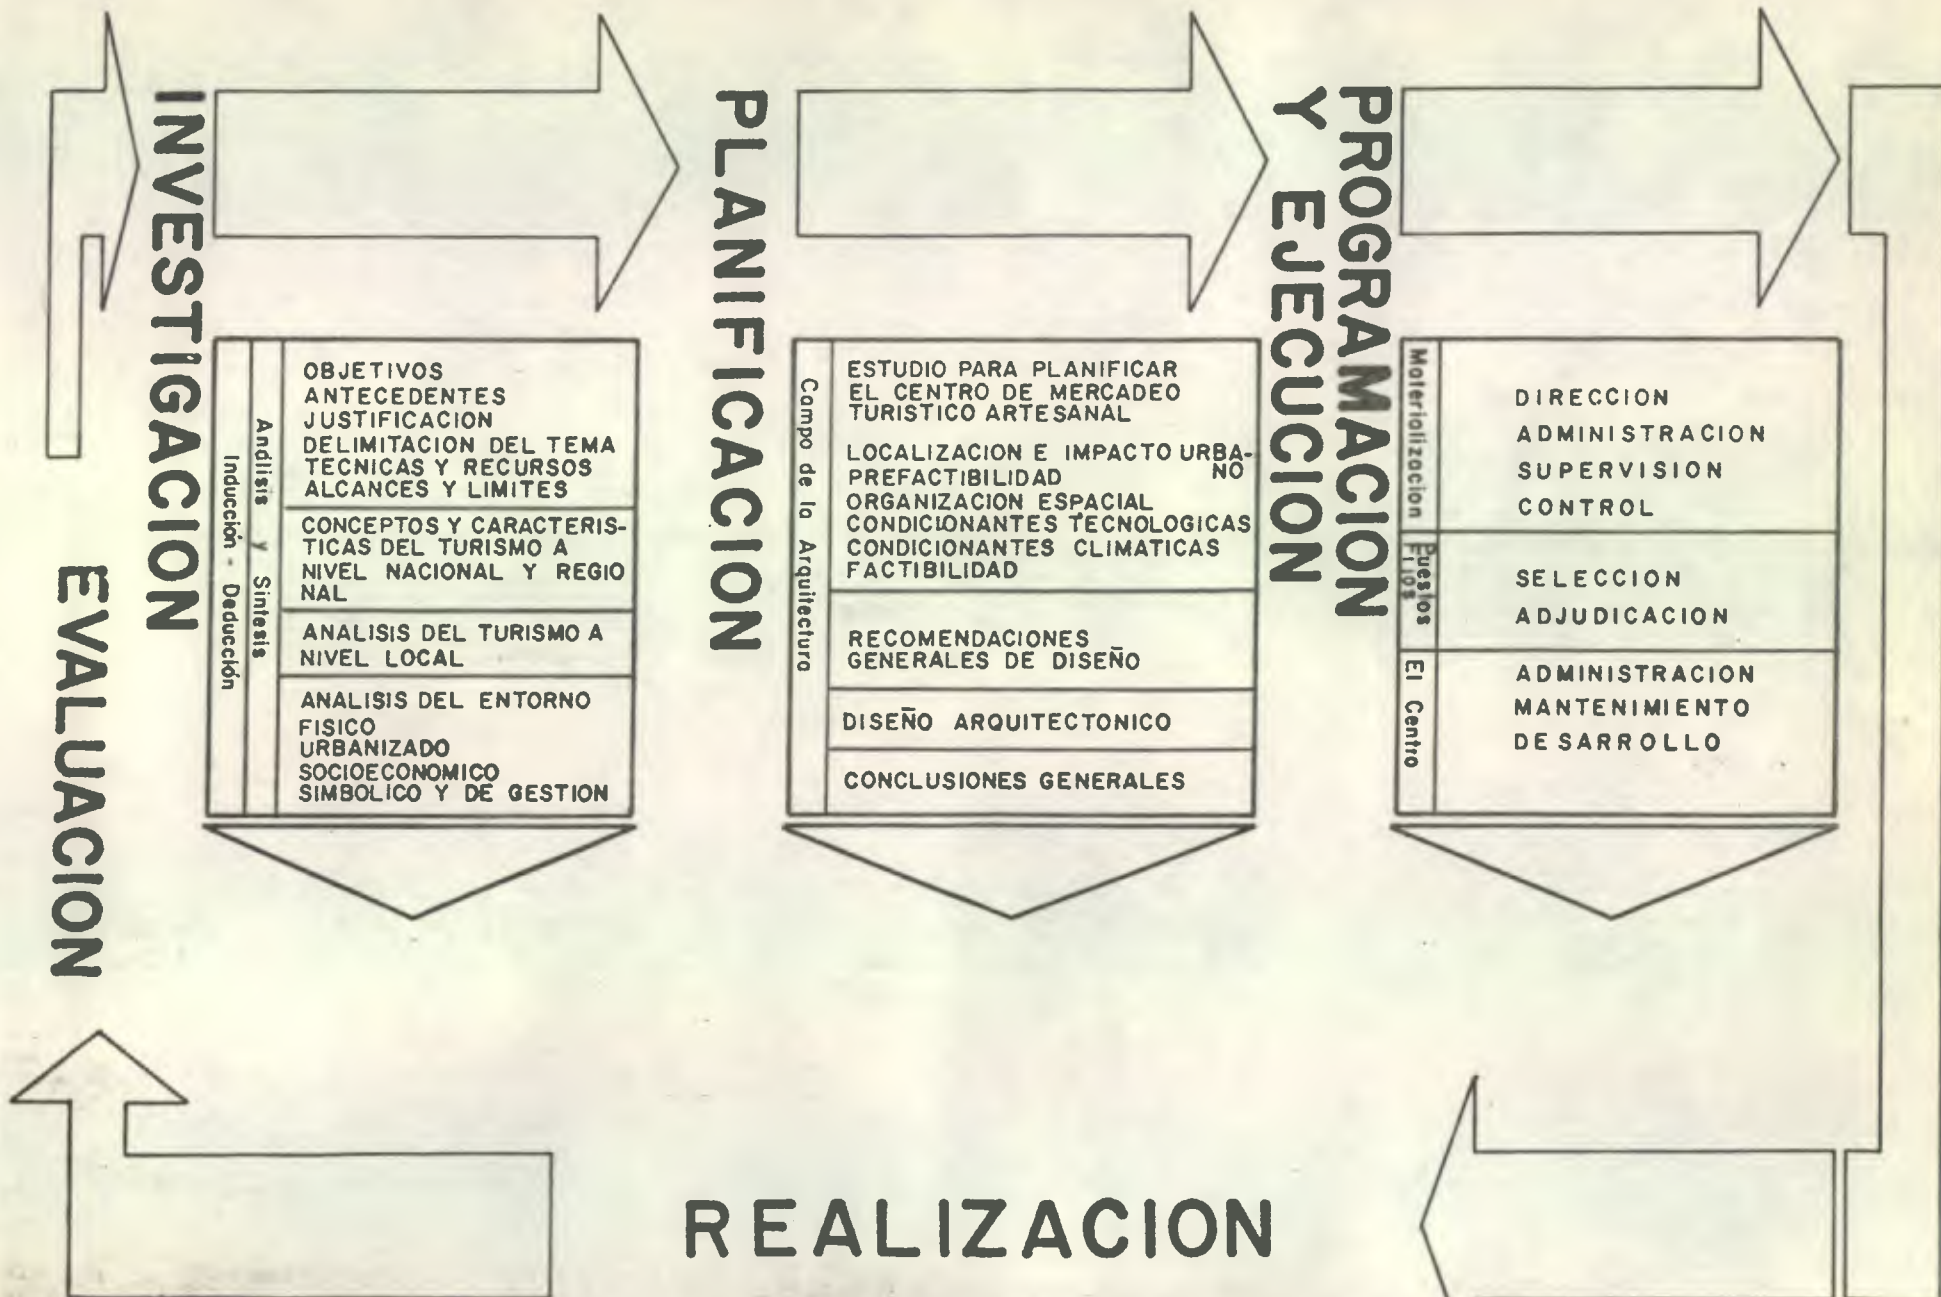 INVESTIGACION
Inducción - Deducción
Análisis y Sintesis
OBJETIVOS
ANTECEDENTES
JUSTIFICACION
DELIMITACION DEL TEMA
TECNICAS Y RECURSOS
ALCANCES Y LIMITES
CONCEPTOS Y CARACTERIS-
TICAS DEL TURISMO A
NIVEL NACIONAL Y REGIO
NAL
ANALISIS DEL TURISMO A
NIVEL LOCAL
ANALISIS DEL ENTORNO
FISICO
URBANIZADO
SOCIOECONOMICO
SIMBOLICO Y DE GESTION
PLANIFICACION
Campo de la Arquitectura
ESTUDIO PARA PLANIFICAR
EL CENTRO DE MERCADEO
TURISTICO ARTESANAL
LOCALIZACION E IMPACTO URBA-
NO
PREFACTIBILIDAD
ORGANIZACION ESPACIAL
CONDICIONANTES TECNOLOGICAS
CONDICIONANTES CLIMATICAS
FACTIBILIDAD
RECOMENDACIONES
GENERALES DE DISEÑO
DISEÑO ARQUITECTONICO
CONCLUSIONES GENERALES
PROGRAMACION
Y EJECUCION
Materiolizacion
DIRECCION
ADMINISTRACION
SUPERVISION
CONTROL
Puestos
Fijos
SELECCION
ADJUDICACION
El Centro
ADMINISTRACION
MANTENIMIENTO
DESARROLLO
REALIZACION
EVALUACION